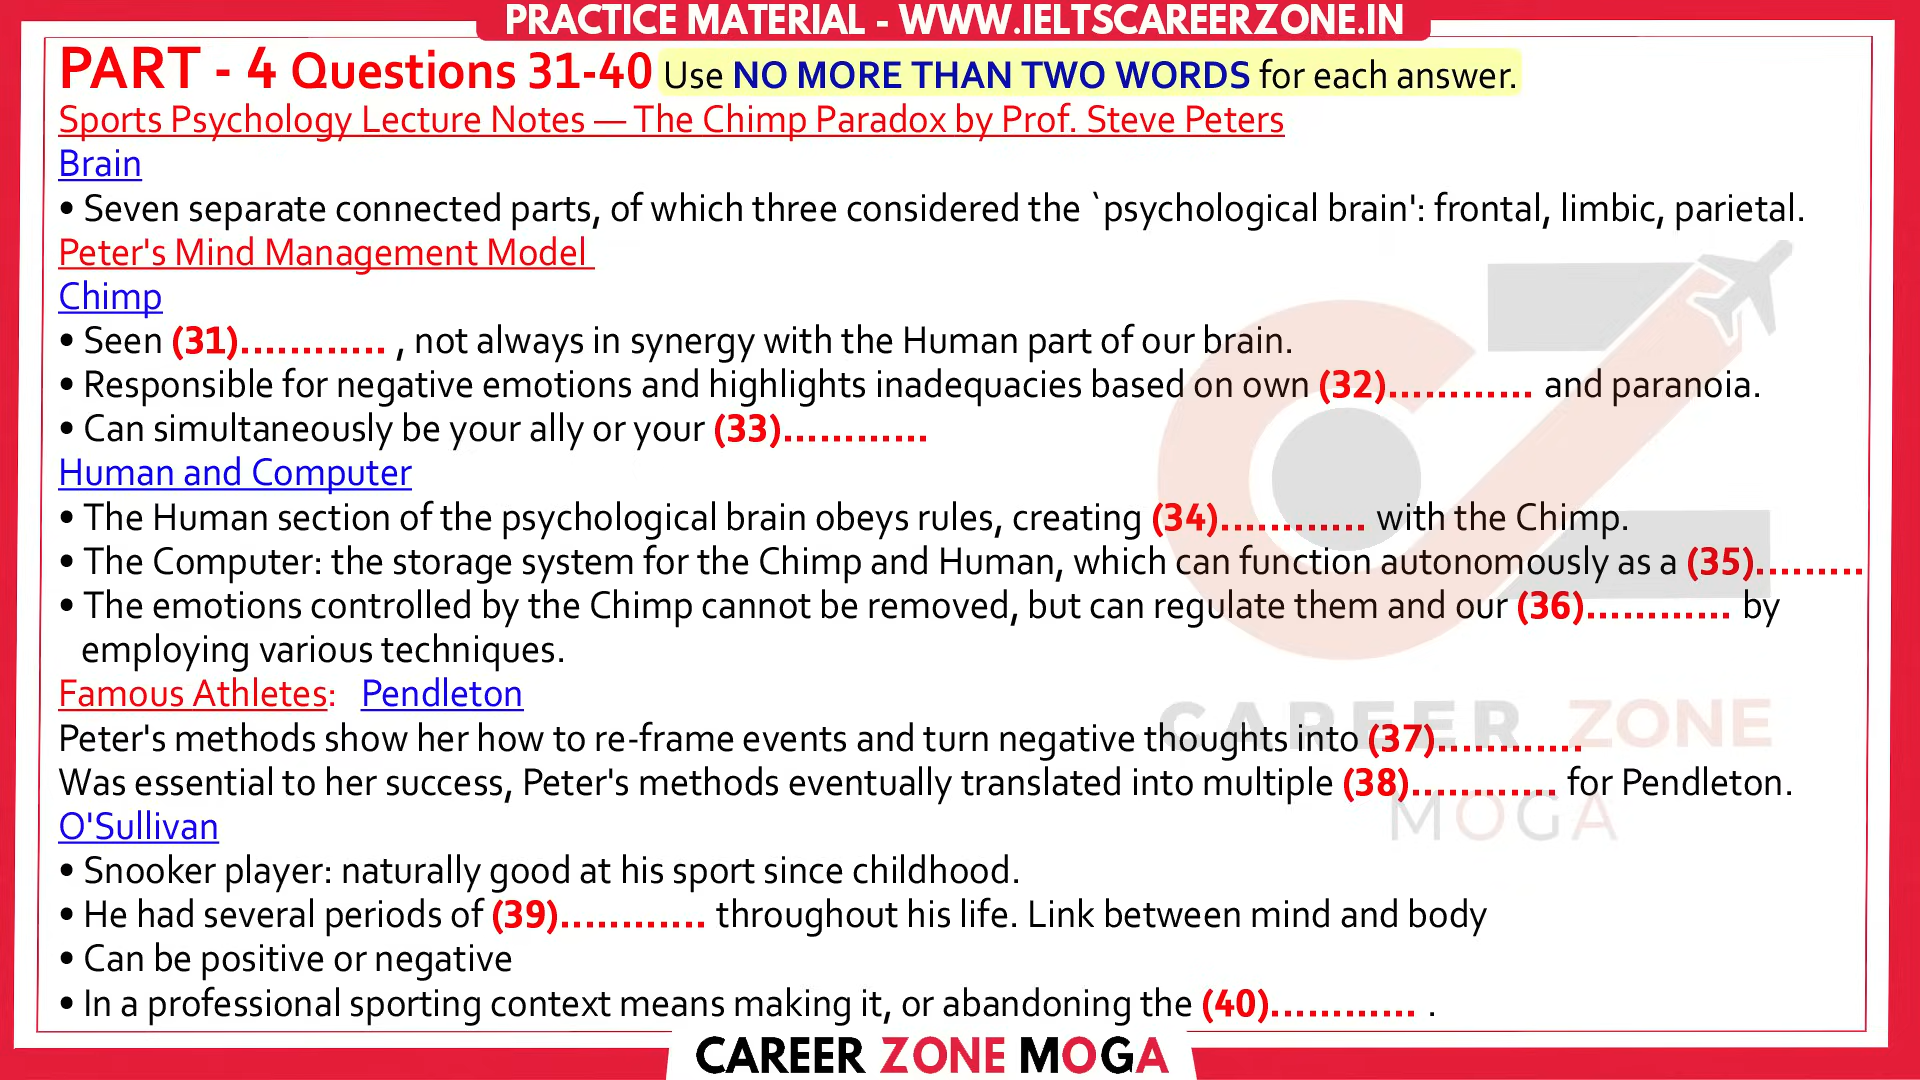 PRACTICE MATERIAL - WWW.IELTSCAREERZONE.IN
PART - 4 Questions 31-40 Use NO MORE THAN TWO WORDS for each answer.
Sports Psychology Lecture Notes — The Chimp Paradox by Prof. Steve Peters
Brain
• Seven separate connected parts, of which three considered the `psychological brain': frontal, limbic, parietal.
Peter's Mind Management Model
Chimp
• Seen (31)............ , not always in synergy with the Human part of our brain.
• Responsible for negative emotions and highlights inadequacies based on own (32)............ and paranoia.
• Can simultaneously be your ally or your (33)............
Human and Computer
• The Human section of the psychological brain obeys rules, creating (34)............ with the Chimp.
• The Computer: the storage system for the Chimp and Human, which can function autonomously as a (35).........
• The emotions controlled by the Chimp cannot be removed, but can regulate them and our (36)............ by
employing various techniques.
Famous Athletes: Pendleton
Peter's methods show her how to re-frame events and turn negative thoughts into (37)............
Was essential to her success, Peter's methods eventually translated into multiple (38)............ for Pendleton.
O'Sullivan
• Snooker player: naturally good at his sport since childhood.
• He had several periods of (39)............ throughout his life. Link between mind and body
• Can be positive or negative
• In a professional sporting context means making it, or abandoning the (40)............ .
CAREER ZONE
MOGA
CAREER ZONE MOGA